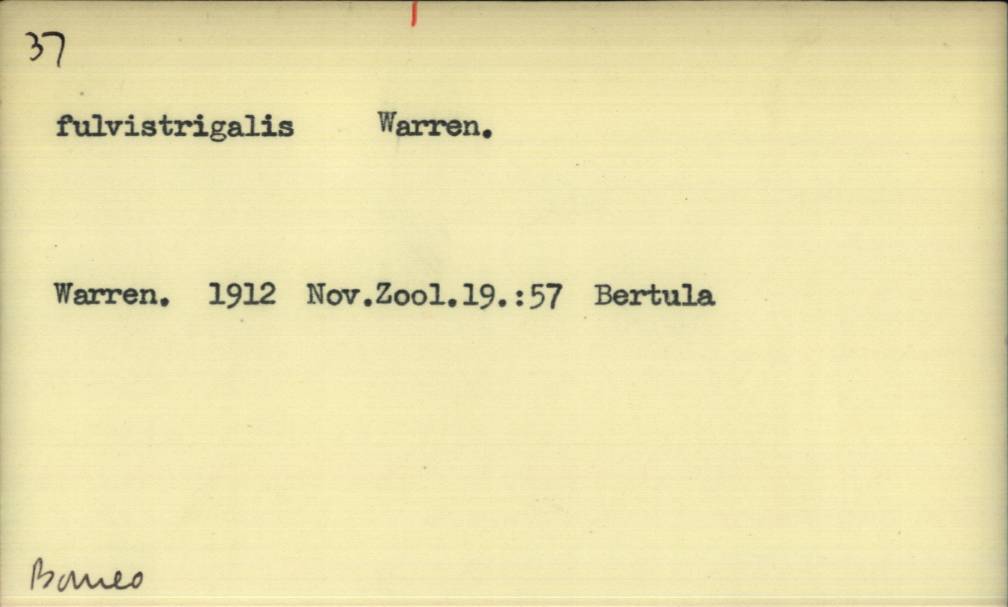 37
fulvistrigalis Warren.
Warren. 1912 Nov.Zool.19.:57 Bertula
Borneo